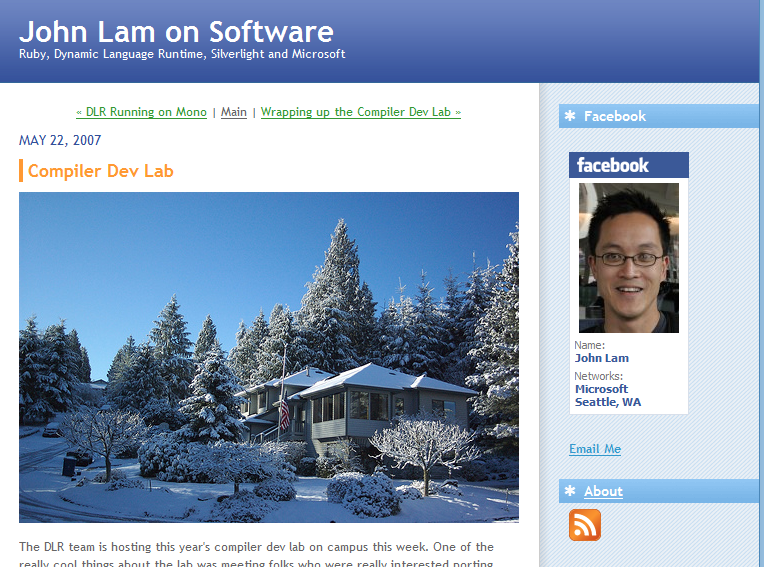 John Lam on Software
Ruby, Dynamic Language Runtime, Silverlight and Microsoft
« DLR Running on Mono | Main | Wrapping up the Compiler Dev Lab »
MAY 22, 2007
Compiler Dev Lab
The DLR team is hosting this year's compiler dev lab on campus this week. One of the
really cool things about the lab was meeting folks who were really interested porting
Facebook
facebook
Name:
John Lam
Networks:
Microsoft
Seattle, WA
Email Me
About